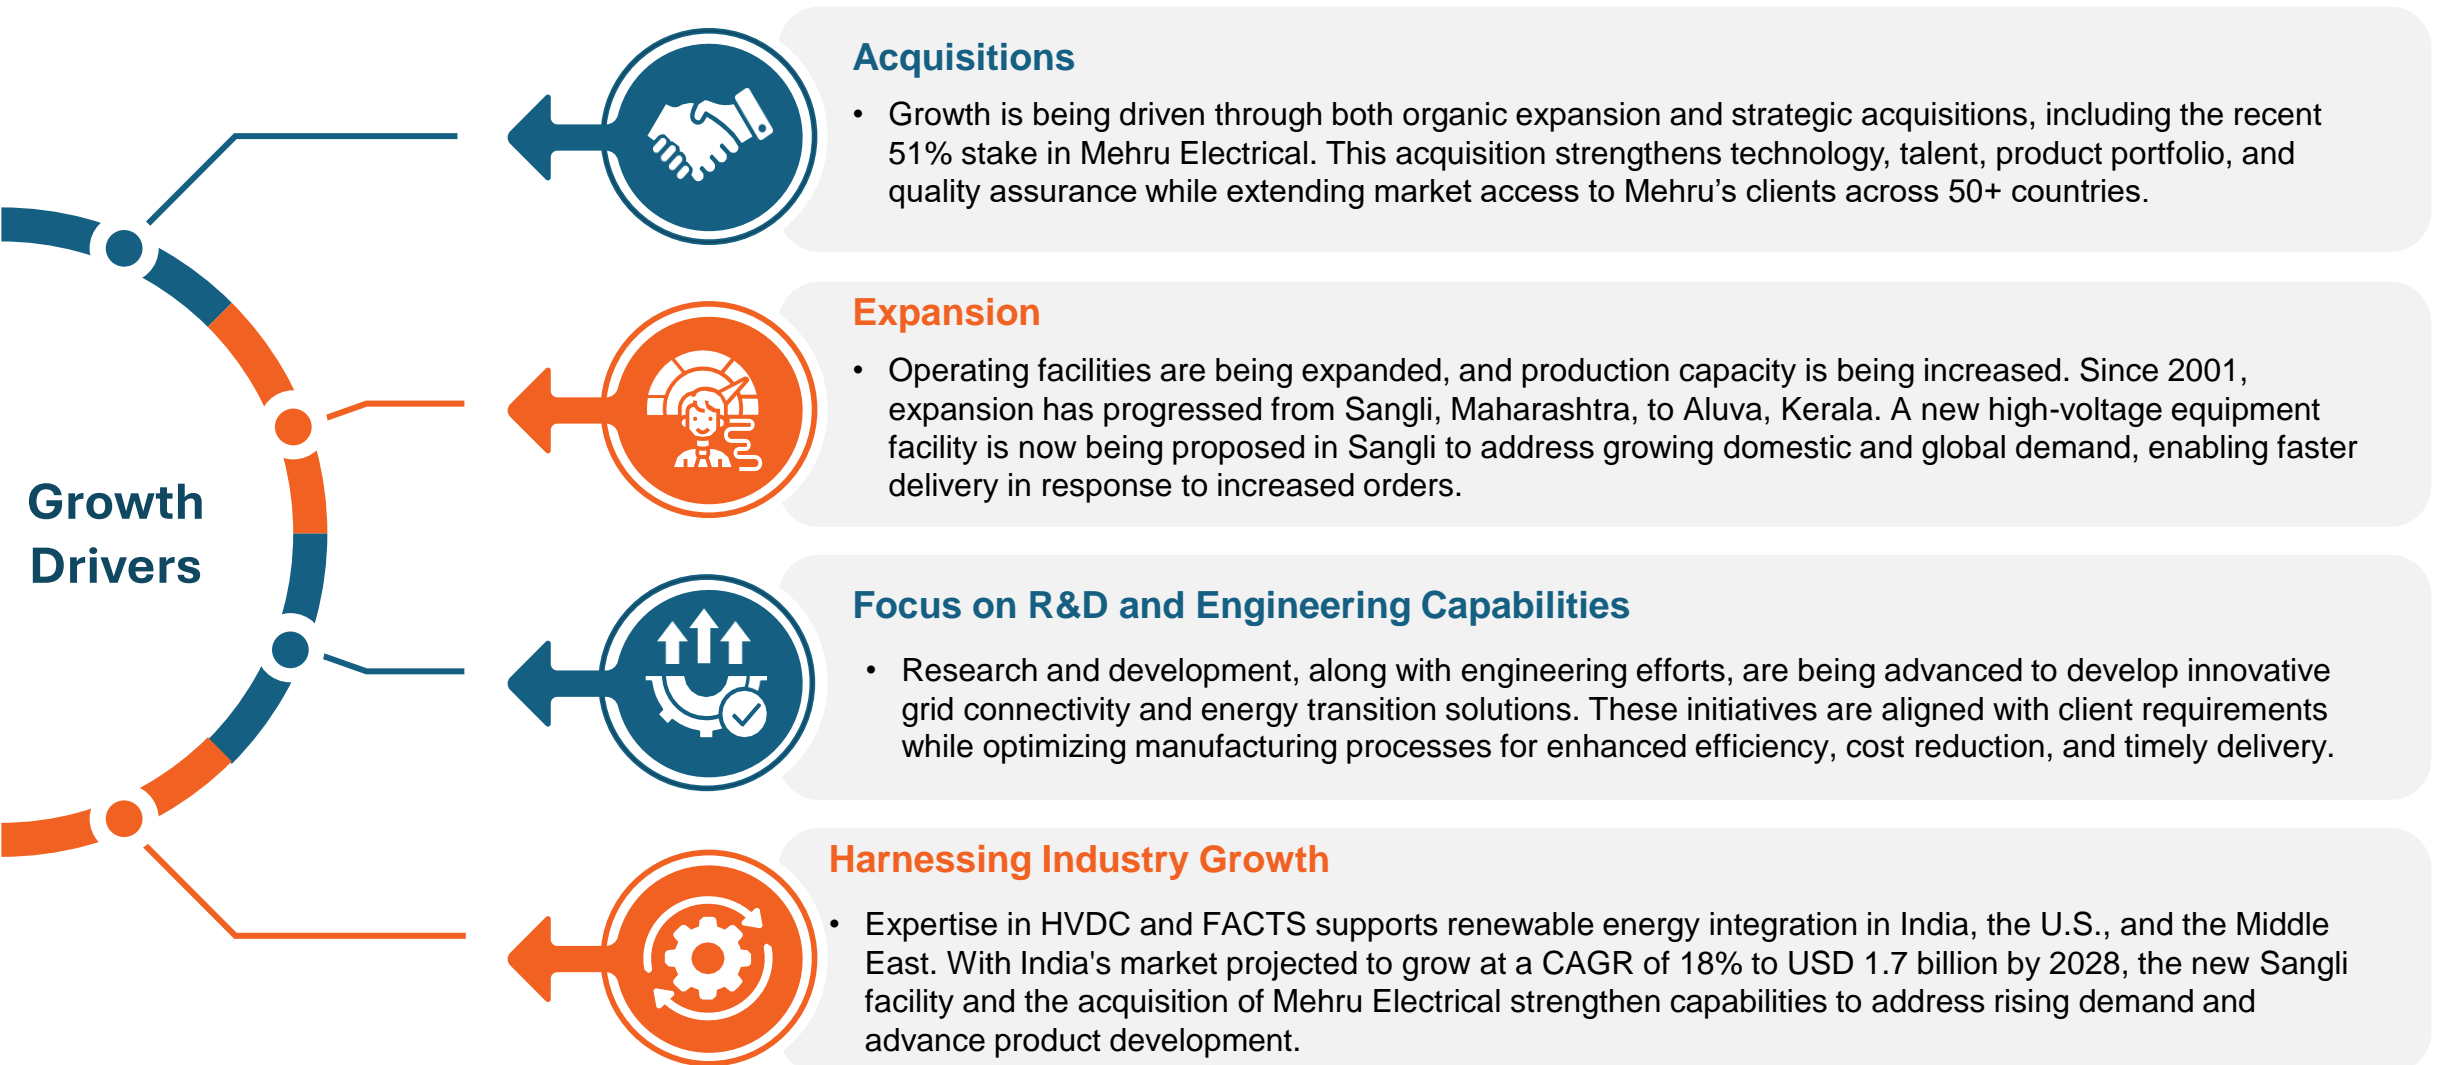 Growth
Drivers
Acquisitions
• Growth is being driven through both organic expansion and strategic acquisitions, including the recent
51% stake in Mehru Electrical. This acquisition strengthens technology, talent, product portfolio, and
quality assurance while extending market access to Mehru’s clients across 50+ countries.
Expansion
• Operating facilities are being expanded, and production capacity is being increased. Since 2001,
expansion has progressed from Sangli, Maharashtra, to Aluva, Kerala. A new high-voltage equipment
facility is now being proposed in Sangli to address growing domestic and global demand, enabling faster
delivery in response to increased orders.
Focus on R&D and Engineering Capabilities
• Research and development, along with engineering efforts, are being advanced to develop innovative
grid connectivity and energy transition solutions. These initiatives are aligned with client requirements
while optimizing manufacturing processes for enhanced efficiency, cost reduction, and timely delivery.
Harnessing Industry Growth
• Expertise in HVDC and FACTS supports renewable energy integration in India, the U.S., and the Middle
East. With India's market projected to grow at a CAGR of 18% to USD 1.7 billion by 2028, the new Sangli
facility and the acquisition of Mehru Electrical strengthen capabilities to address rising demand and
advance product development.